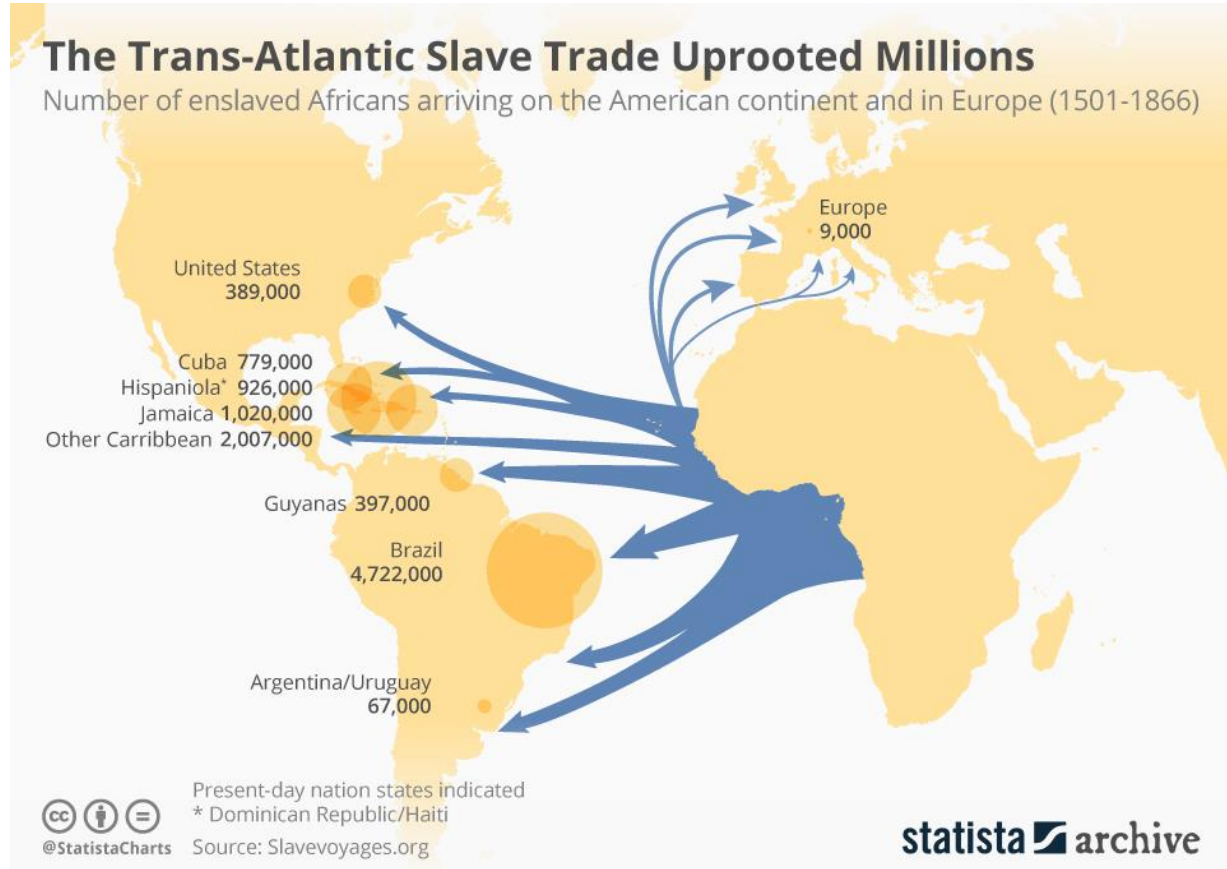 The Trans-Atlantic Slave Trade Uprooted Millions
Number of enslaved Africans arriving on the American continent and in Europe (1501-1866)
Europe
9,000
United States
389,000
Cuba 779,000
Hispaniola* 926,000
Jamaica 1,020,000
Other Carribbean 2,007,000
Guyanas 397,000
Brazil
4,722,000
Argentina/Uruguay
67,000
Present-day nation states indicated
* Dominican Republic/Haiti
cc
@StatistaCharts Source: Slavevoyages.org
statista archive